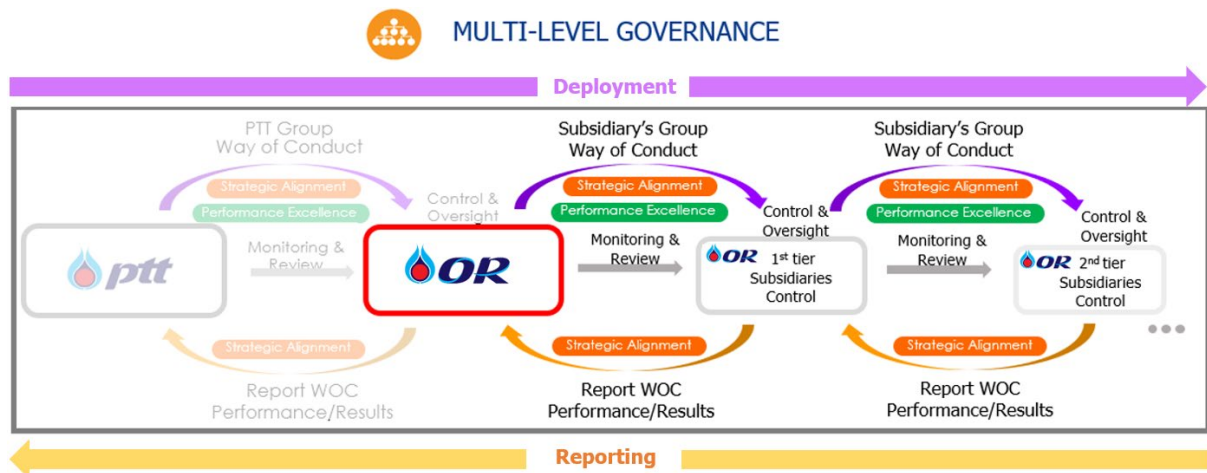 MULTI-LEVEL GOVERNANCE
Deployment
PTT Group
Way of Conduct
Strategic Alignment
Performance Excellence
Control &
Oversight
Monitoring &
Review
ptt
Strategic Alignment
Report WOC
Performance/Results
Subsidiary's Group
Way of Conduct
Strategic Alignment
Performance Excellence
Control &
Oversight
OR
Monitoring &
Review
OR 1st tier
Subsidiaries
Control
Strategic Alignment
Report WOC
Performance/Results
Subsidiary's Group
Way of Conduct
Strategic Alignment
Performance Excellence
Control &
Oversight
Monitoring &
Review
OR 2nd tier
Subsidiaries
Control
Strategic Alignment
Report WOC
Performance/Results
Reporting